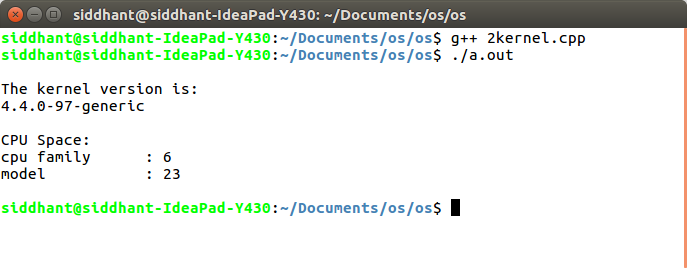 siddhant@siddhant-IdeaPad-Y430: ~/Documents/os/os
siddhant@siddhant-IdeaPad-Y430:~/Documents/os/os$ g++ 2kernel.cpp
siddhant@siddhant-IdeaPad-Y430:~/Documents/os/os$ ./a.out
The kernel version is:
4.4.0-97-generic
CPU Space:
cpu family      : 6
model           : 23
siddhant@siddhant-IdeaPad-Y430:~/Documents/os/os$